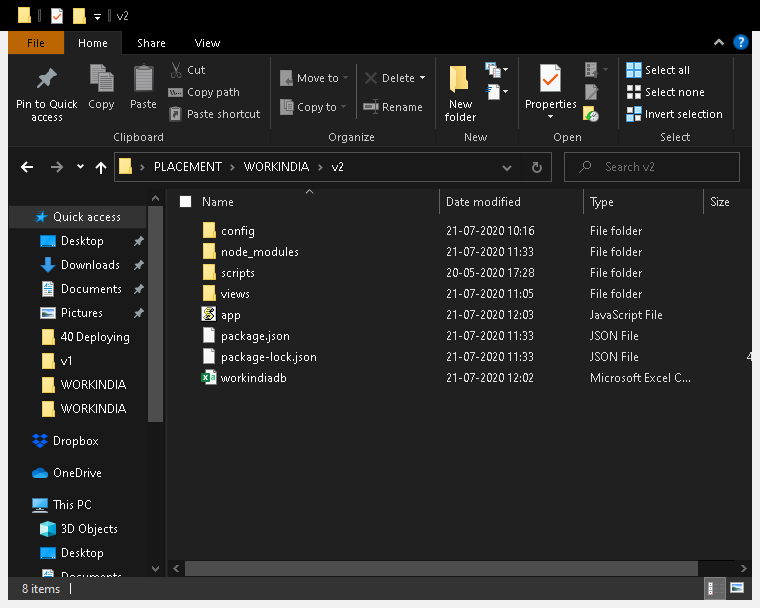 v2
File Home Share View
Pin to Quick access
Copy
Paste
Cut
Copy path
Paste shortcut
Clipboard
Move to
Copy to
Delete
Rename
Organize
New folder
New
Properties
Open
Select all
Select none
Invert selection
Select
PLACEMENT › WORKINDIA › v2
Search v2
Quick access
Desktop
Downloads
Documents
Pictures
40 Deploying
v1
WORKINDIA
WORKINDIA
Dropbox
OneDrive
This PC
3D Objects
Desktop
Documents
Name Date modified Type Size
config 21-07-2020 10:16 File folder
node_modules 21-07-2020 11:33 File folder
scripts 20-05-2020 17:28 File folder
views 21-07-2020 11:05 File folder
app 21-07-2020 12:03 JavaScript File
package.json 21-07-2020 11:33 JSON File
package-lock.json 21-07-2020 11:33 JSON File 4
workindiadb 21-07-2020 12:02 Microsoft Excel C...
8 items